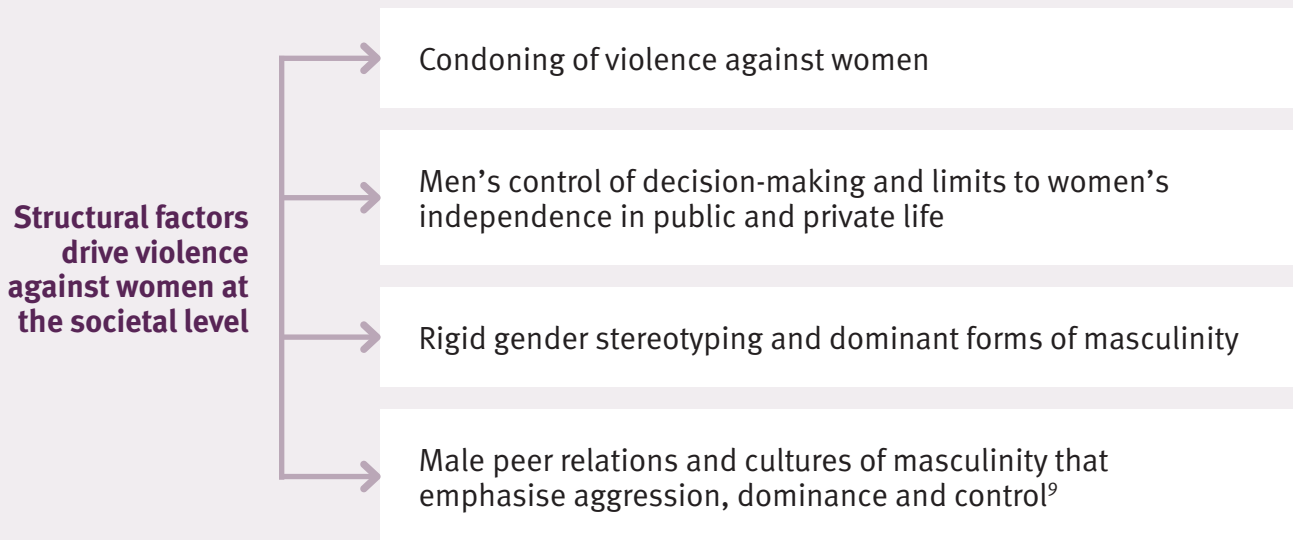 Structural factors
drive violence
against women at
the societal level
Condoning of violence against women
Men’s control of decision-making and limits to women’s
independence in public and private life
Rigid gender stereotyping and dominant forms of masculinity
Male peer relations and cultures of masculinity that
emphasise aggression, dominance and control⁹